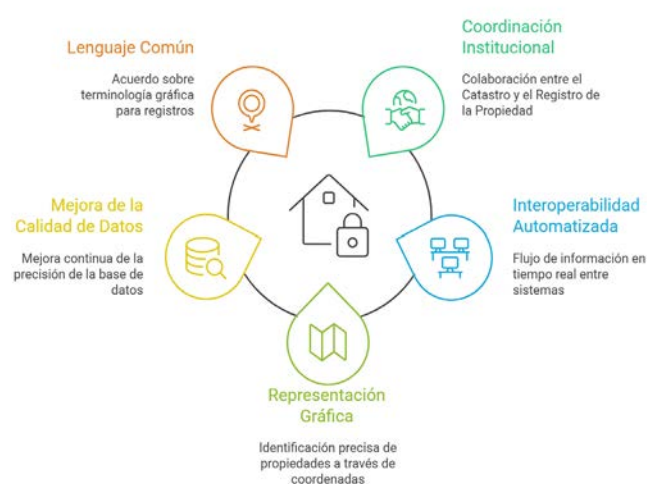 Lenguaje Común
Acuerdo sobre
terminología gráfica
para registros
Coordinación
Institucional
Colaboración entre el
Catastro y el Registro de
la Propiedad
Mejora de la
Calidad de Datos
Mejora continua de la
precisión de la base de
datos
Interoperabilidad
Automatizada
Flujo de información en
tiempo real entre
sistemas
Representación
Gráfica
Identificación precisa de
propiedades a través de
coordenadas